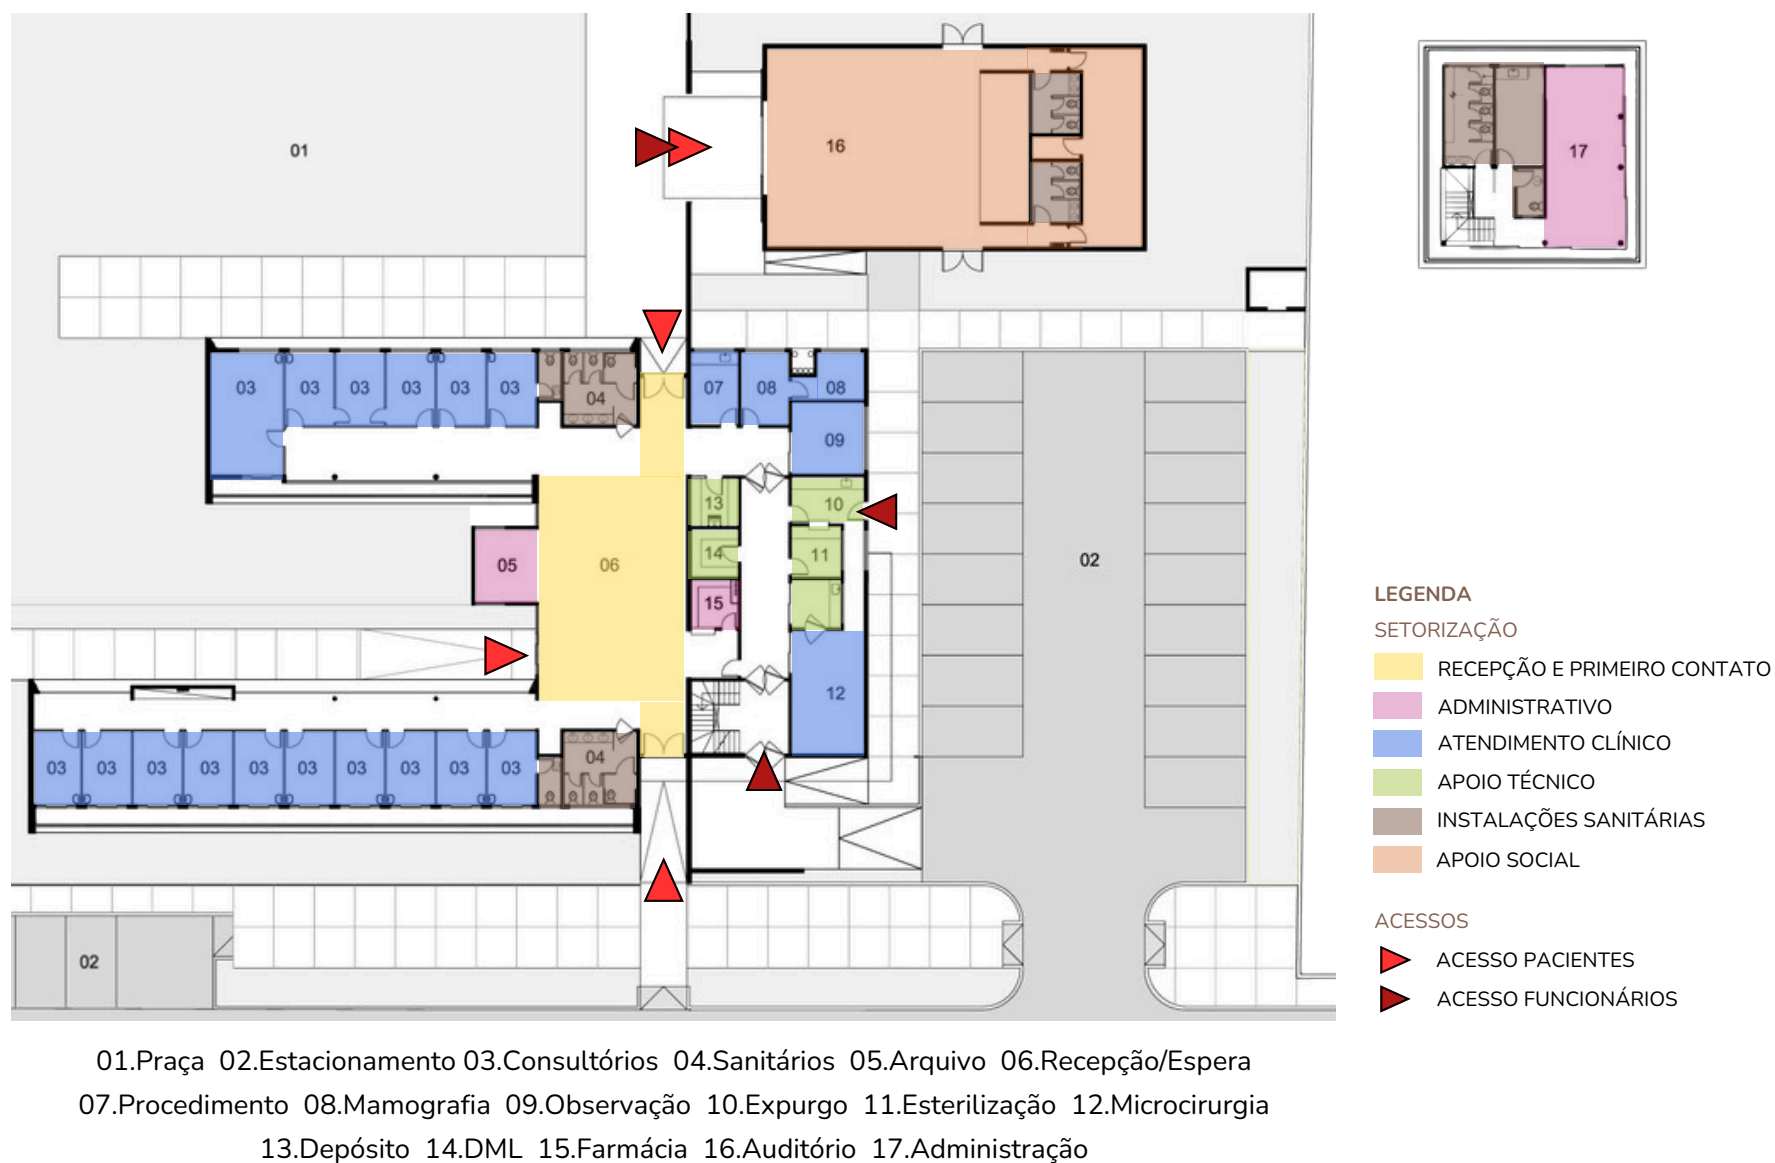 01
16
17
03 03 03 03 03 03 04 07 08 08
09
13 10
05 06 14 11 02
15
12
03 03 03 03 03 03 03 03 03 03 04
02
LEGENDA
SETORIZAÇÃO
RECEPÇÃO E PRIMEIRO CONTATO
ADMINISTRATIVO
ATENDIMENTO CLÍNICO
APOIO TÉCNICO
INSTALAÇÕES SANITÁRIAS
APOIO SOCIAL
ACESSOS
ACESSO PACIENTES
ACESSO FUNCIONÁRIOS
01.Praça 02.Estacionamento 03.Consultórios 04.Sanitários 05.Arquivo 06.Recepção/Espera
07.Procedimento 08.Mamografia 09.Observação 10.Expurgo 11.Esterilização 12.Microcirurgia
13.Depósito 14.DML 15.Farmácia 16.Auditório 17.Administração